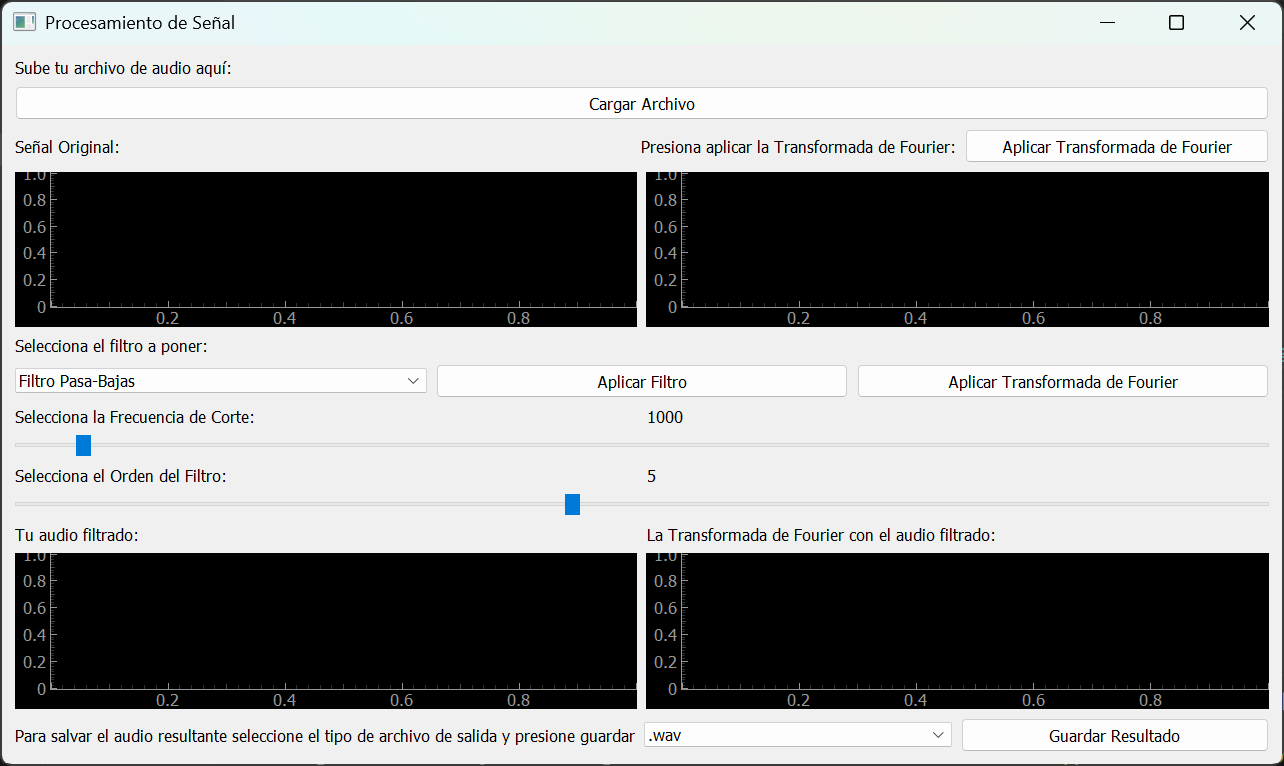 Procesamiento de Señal
Sube tu archivo de audio aquí:
Cargar Archivo
Señal Original:
Presiona aplicar la Transformada de Fourier: Aplicar Transformada de Fourier
1.0
0.8
0.6
0.4
0.2
0
0.2 0.4 0.6 0.8
1.0
0.8
0.6
0.4
0.2
0
0.2 0.4 0.6 0.8
Selecciona el filtro a poner:
Filtro Pasa-Bajas Aplicar Filtro Aplicar Transformada de Fourier
Selecciona la Frecuencia de Corte: 1000
Selecciona el Orden del Filtro: 5
Tu audio filtrado:
La Transformada de Fourier con el audio filtrado:
1.0
0.8
0.6
0.4
0.2
0
0.2 0.4 0.6 0.8
1.0
0.8
0.6
0.4
0.2
0
0.2 0.4 0.6 0.8
Para salvar el audio resultante seleccione el tipo de archivo de salida y presione guardar .wav Guardar Resultado